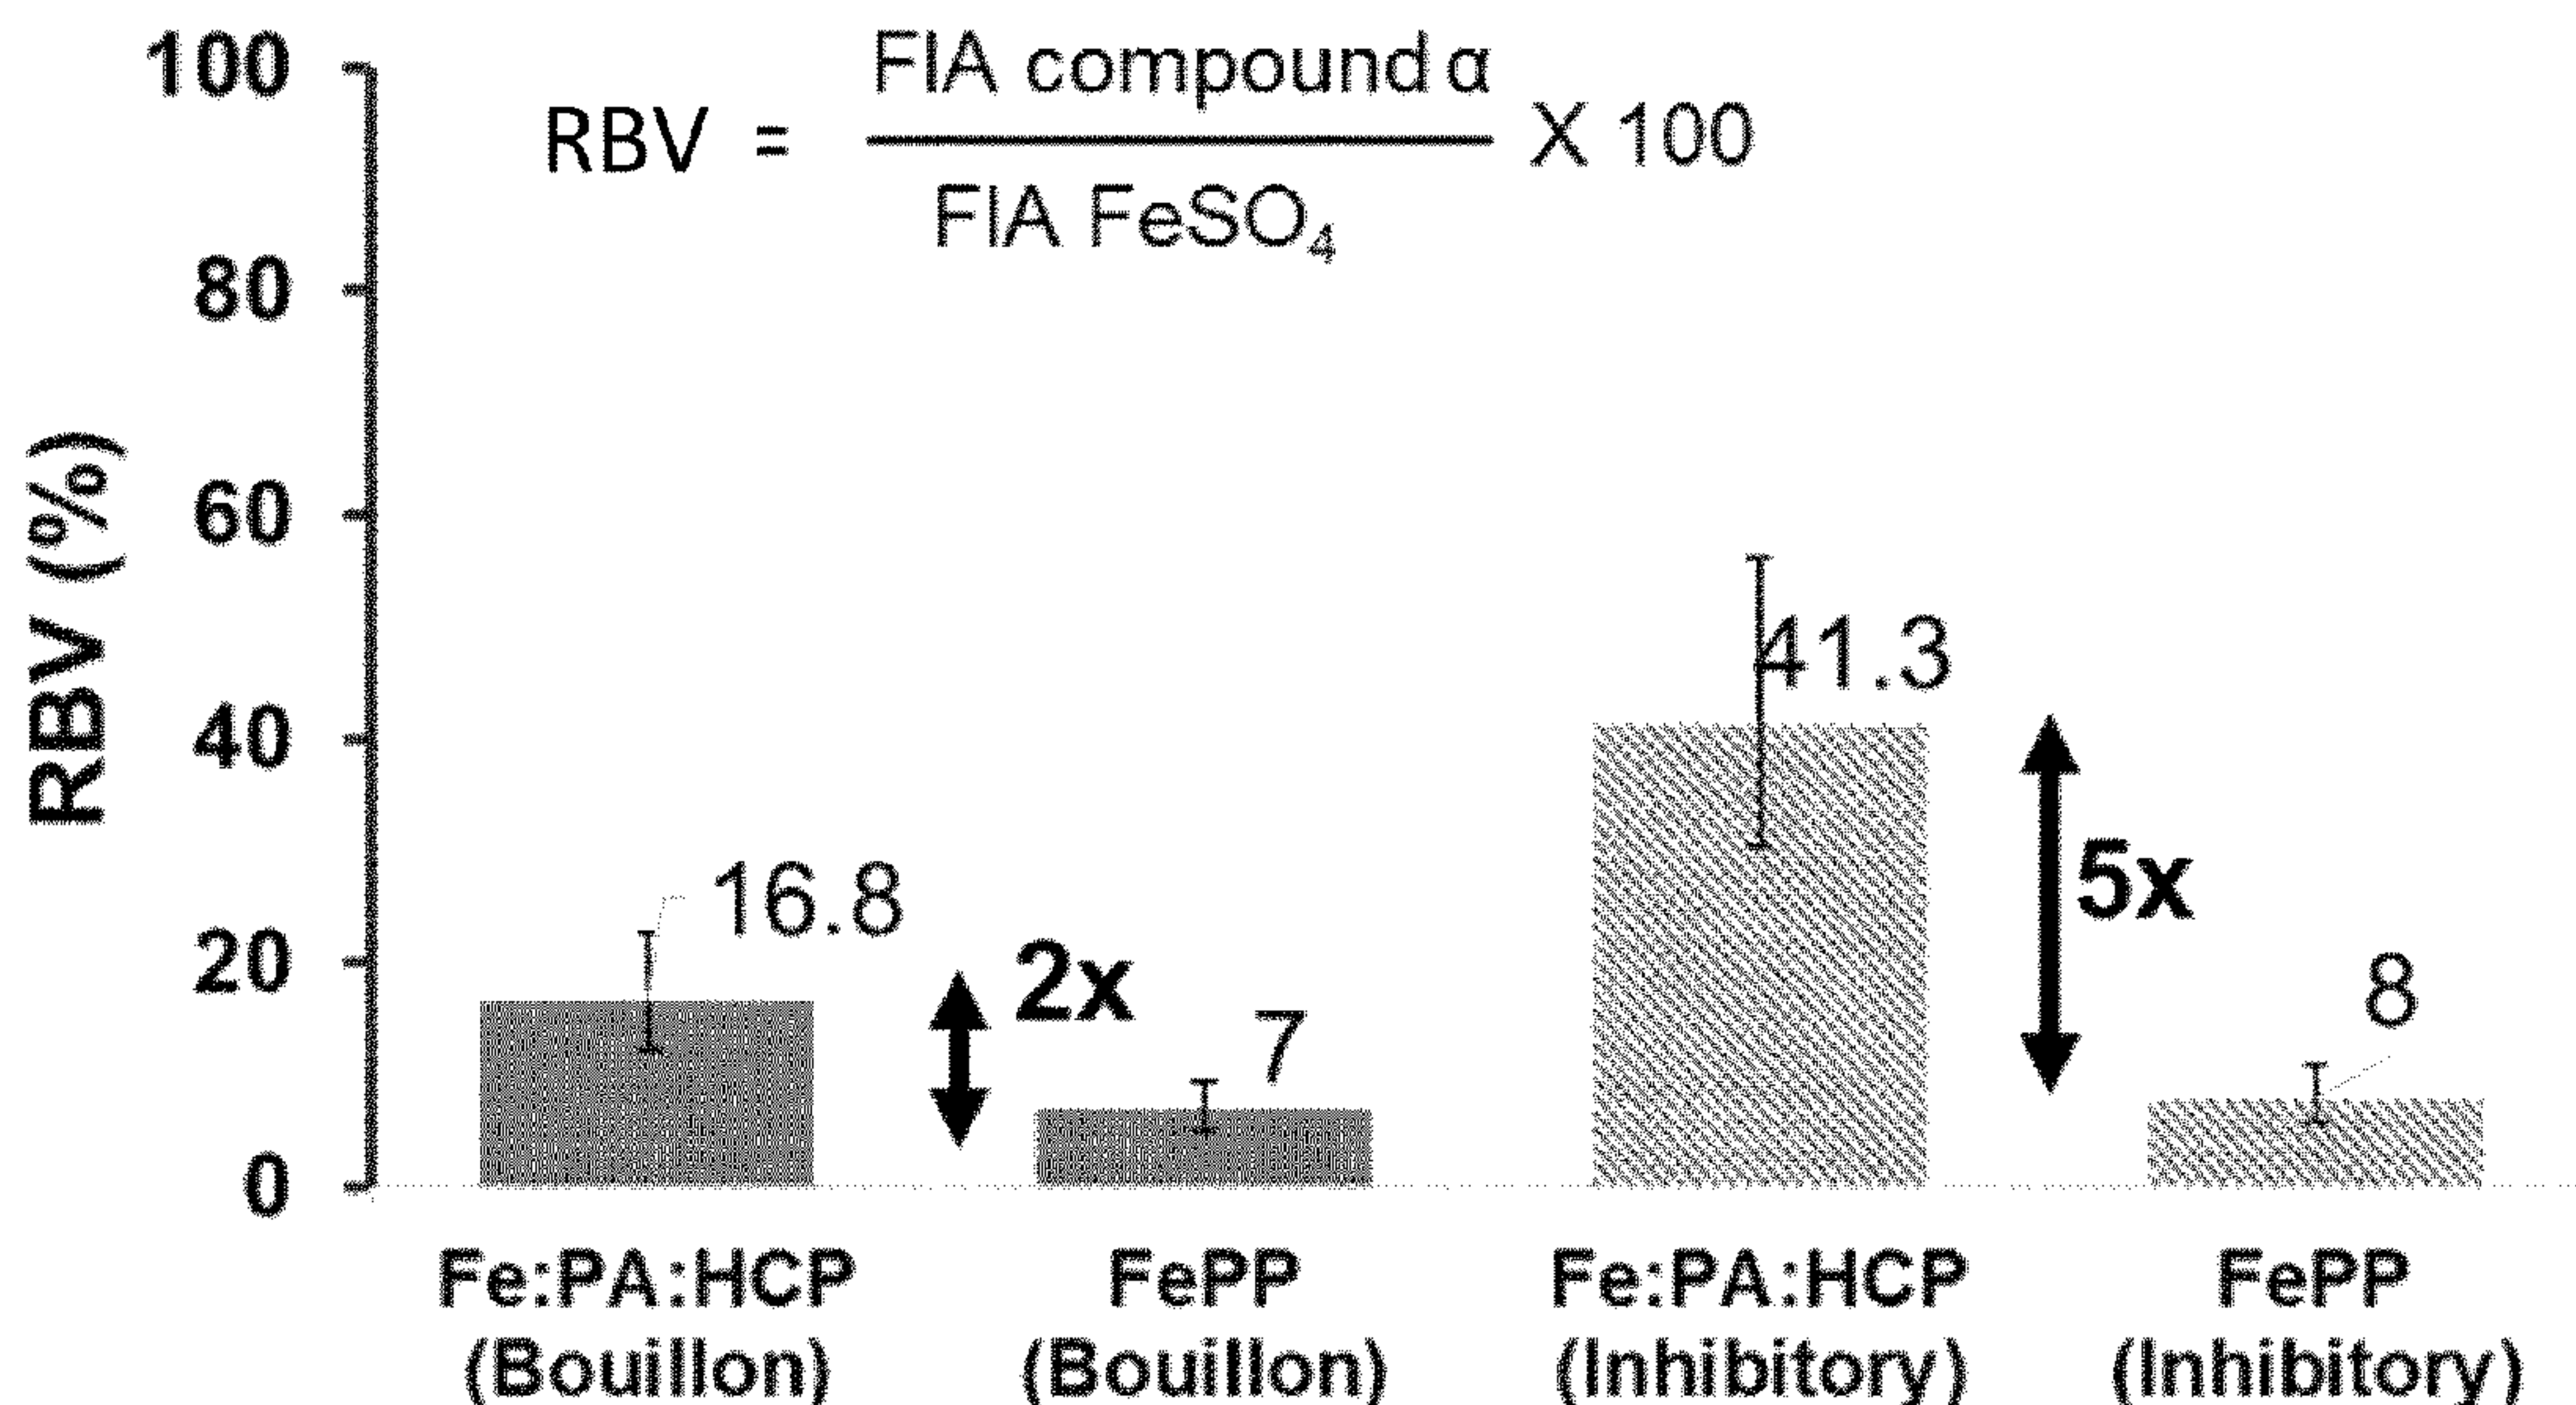 100
FIA compound α
RBV = X 100
FIA FeSO₄
80
60
RBV (%)
41.3
40
5x
16.8
20
2x
8
7
0
Fe:PA:HCP
(Bouillon)
FePP
(Bouillon)
Fe:PA:HCP
(Inhibitory)
FePP
(Inhibitory)